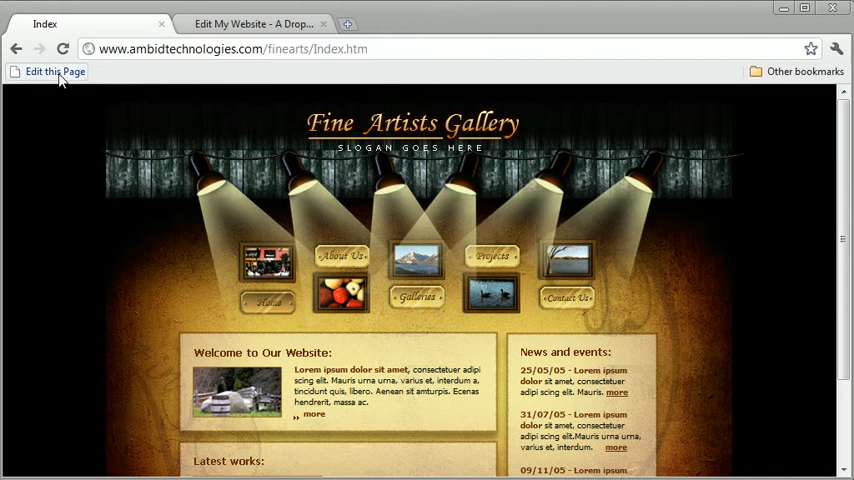 Index
Edit My Website - A Drop...
www.ambidtechnologies.com/finearts/Index.htm
Edit this Page
Other bookmarks
Fine Artists Gallery
SLOGAN GOES HERE
About Us
Projects
Home
Galleries
Contact Us
Welcome to Our Website:
Lorem ipsum dolor sit amet, consectetuer adipi
scing elit. Mauris urna urna, varius et, interdum a,
tincidunt quis, libero. Aenean sit amturpis. Ecenas
hendrerit, massa ac.
more
Latest works:
News and events:
25/05/05 - Lorem ipsum
dolor sit amet, consectetuer
adipi scing elit. Mauris. more
31/07/05 - Lorem ipsum
dolor sit amet, consectetuer
adipi scing elit.Mauris urna urna,
varius et, interdum. more
09/11/05 - Lorem ipsum